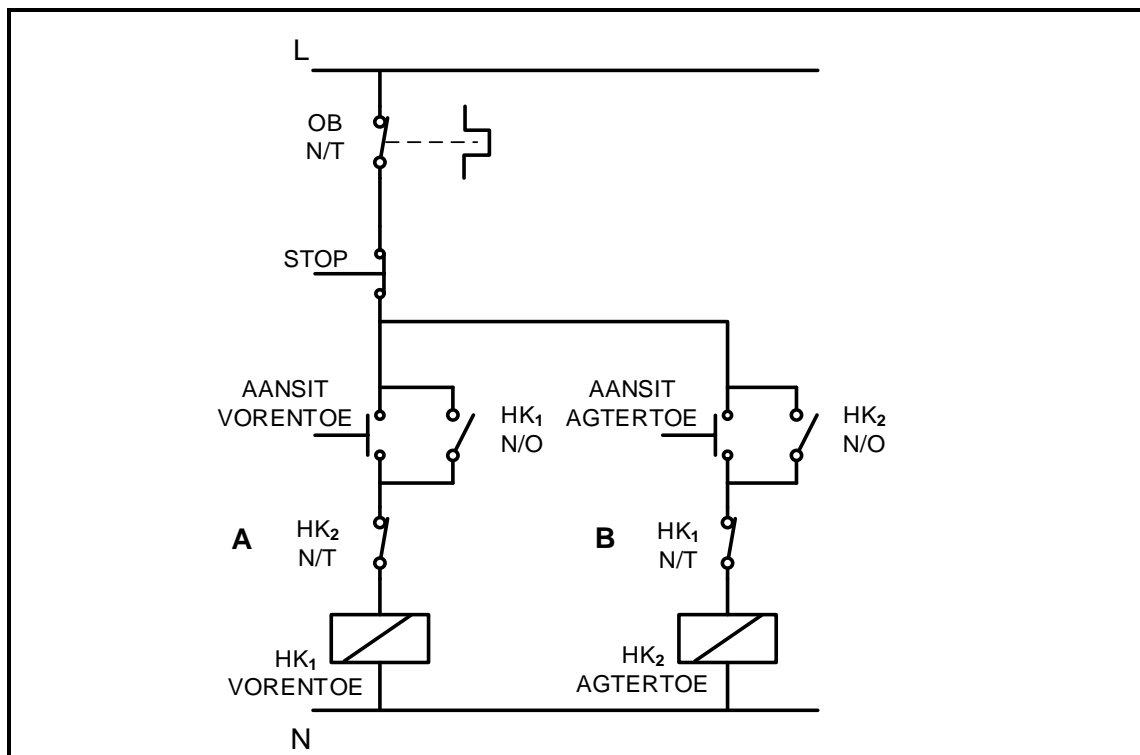 L
OB
N/T
STOP
AANSIT
VORENTOE
HK₁
N/O
AANSIT
AGTERTOE
HK₂
N/O
A
HK₂
N/T
B
HK₁
N/T
HK₁
VORENTOE
HK₂
AGTERTOE
N